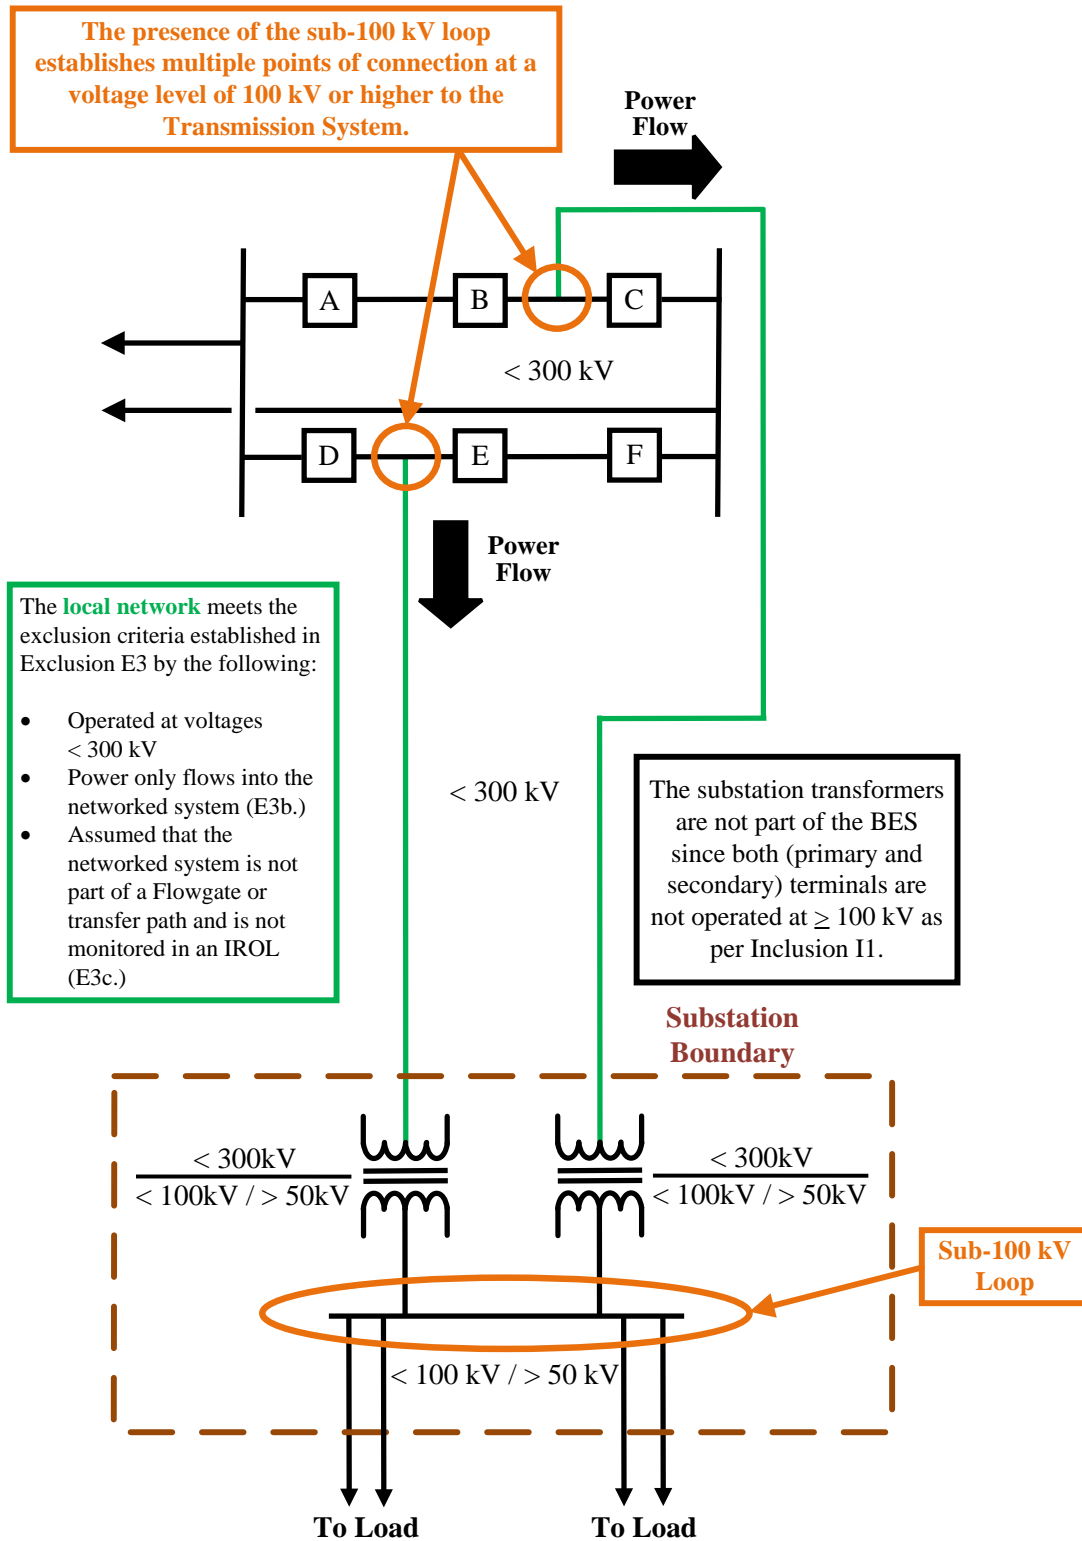 The presence of the sub-100 kV loop
establishes multiple points of connection at a
voltage level of 100 kV or higher to the
Transmission System.
Power
Flow
A
B
C
< 300 kV
D
E
F
Power
Flow
The local network meets the
exclusion criteria established in
Exclusion E3 by the following:
• Operated at voltages
< 300 kV
• Power only flows into the
networked system (E3b.)
• Assumed that the
networked system is not
part of a Flowgate or
transfer path and is not
monitored in an IROL
(E3c.)
< 300 kV
The substation transformers
are not part of the BES
since both (primary and
secondary) terminals are
not operated at ≥ 100 kV as
per Inclusion I1.
Substation
Boundary
< 300kV
< 100kV / > 50kV
< 300kV
< 100kV / > 50kV
Sub-100 kV
Loop
< 100 kV / > 50 kV
To Load
To Load